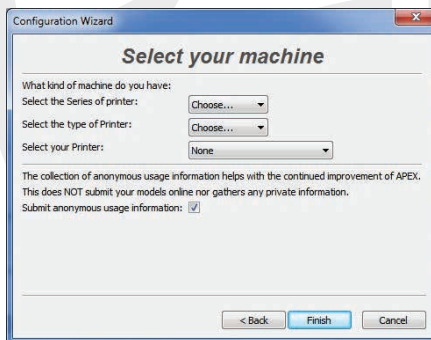 Configuration Wizard
Select your machine
What kind of machine do you have:
Select the Series of printer: Choose...
Select the type of Printer: Choose...
Select your Printer: None
The collection of anonymous usage information helps with the continued improvement of APEX.
This does NOT submit your models online nor gathers any private information.
Submit anonymous usage information:
< Back Finish Cancel